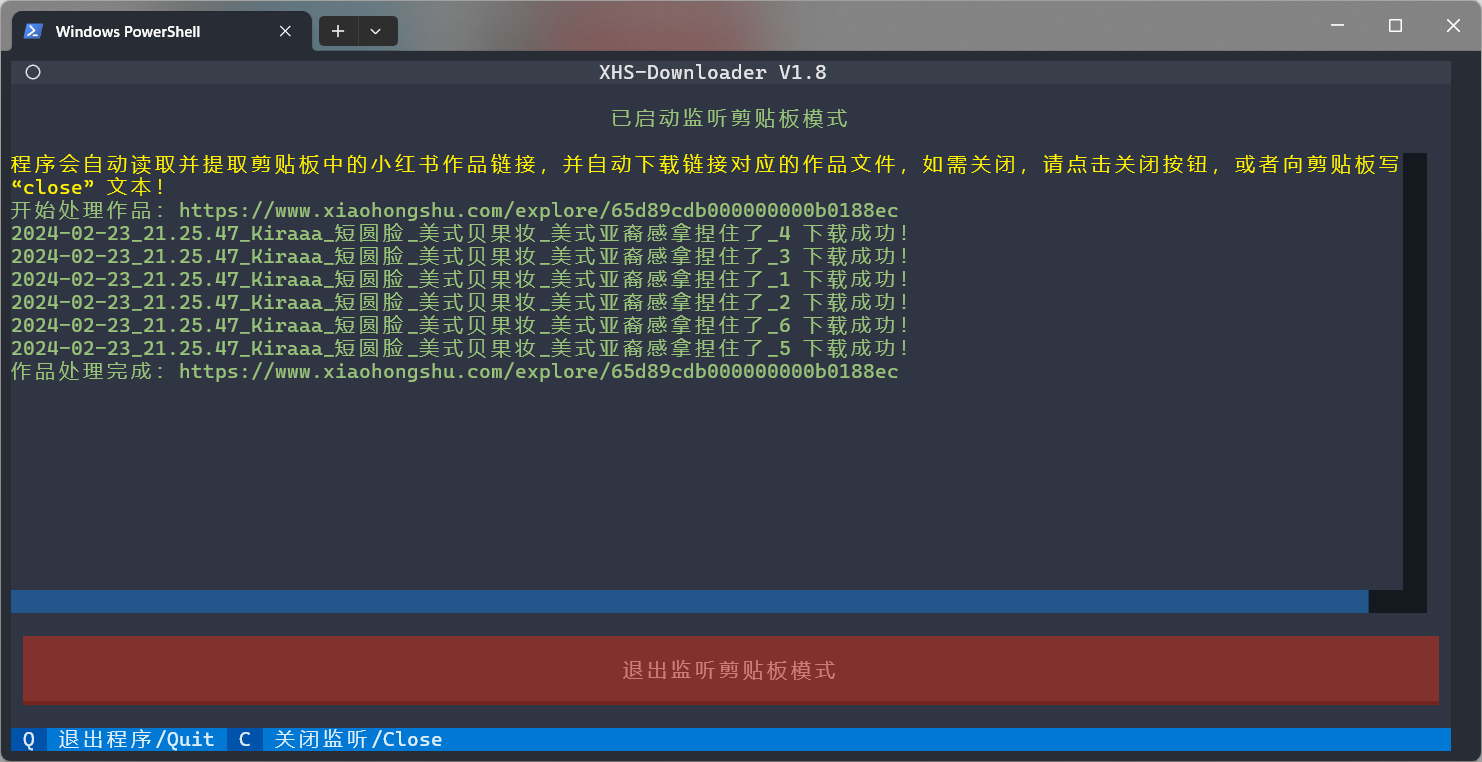 Windows PowerShell
XHS-Downloader V1.8
已启动监听剪贴板模式
程序会自动读取并提取剪贴板中的小红书作品链接，并自动下载链接对应的作品文件，如需关闭，请点击关闭按钮，或者向剪贴板写
“close” 文本！
开始处理作品：https://www.xiaohongshu.com/explore/65d89cdb000000000b0188ec
2024-02-23_21.25.47_Kiraaa_短圆脸_美式贝果妆_美式亚裔感拿捏住了_4 下载成功！
2024-02-23_21.25.47_Kiraaa_短圆脸_美式贝果妆_美式亚裔感拿捏住了_3 下载成功！
2024-02-23_21.25.47_Kiraaa_短圆脸_美式贝果妆_美式亚裔感拿捏住了_1 下载成功！
2024-02-23_21.25.47_Kiraaa_短圆脸_美式贝果妆_美式亚裔感拿捏住了_2 下载成功！
2024-02-23_21.25.47_Kiraaa_短圆脸_美式贝果妆_美式亚裔感拿捏住了_6 下载成功！
2024-02-23_21.25.47_Kiraaa_短圆脸_美式贝果妆_美式亚裔感拿捏住了_5 下载成功！
作品处理完成：https://www.xiaohongshu.com/explore/65d89cdb000000000b0188ec
退出监听剪贴板模式
Q 退出程序/Quit C 关闭监听/Close